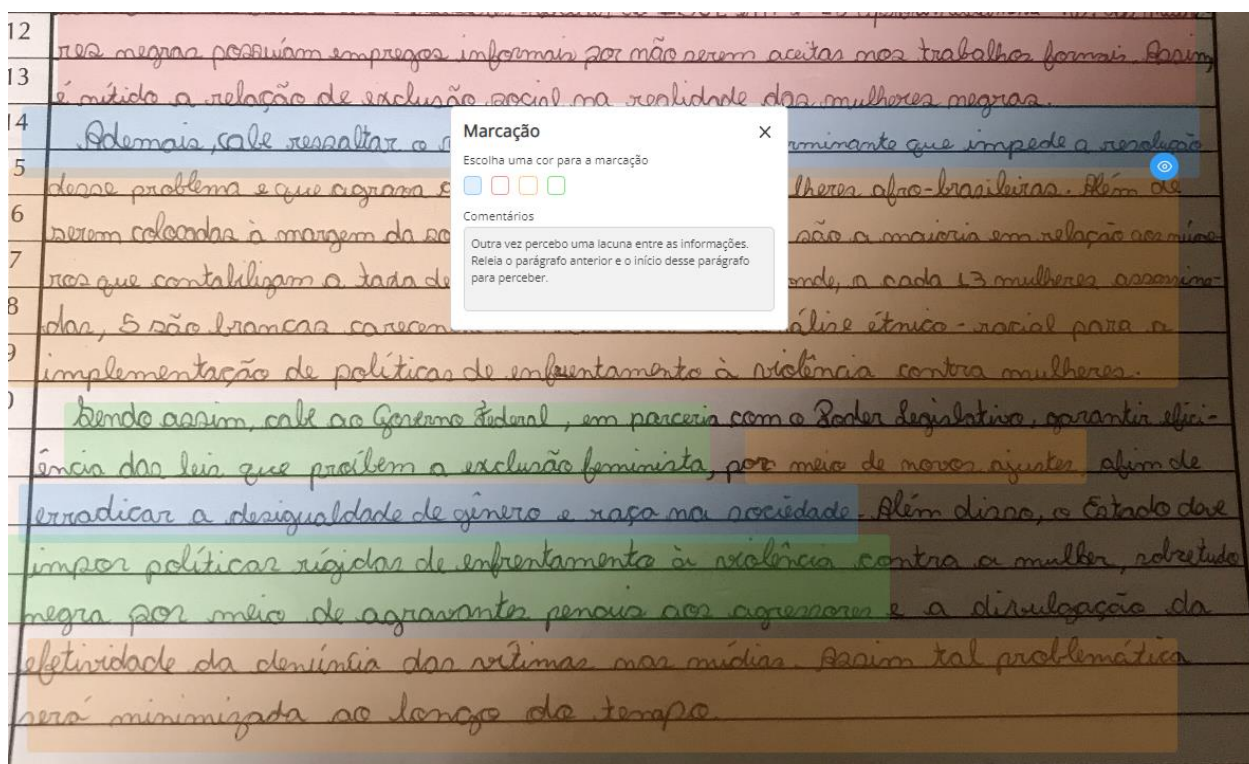 12
res negras possuíam empregos informais por não serem aceitas nos trabalhos formais. Assim,
13
é nítido a relação de exclusão social na realidade das mulheres negras.
14
Ademais, cabe ressaltar o
minante que impede a resolução
5
desse problema e que agrava
lheres afro-brasileiras. Além de
6
serem colocadas à margem da so
são a maioria em relação aos núme-
7
ros que contabilizam a taxa de
onde, a cada 13 mulheres assassina-
8
das, 5 são brancas carecen
álise étnico-racial para a
9
implementação de políticas de enfrentamento à violência contra mulheres.
Marcação
Escolha uma cor para a marcação
Comentários
Outra vez percebo uma lacuna entre as informações.
Releia o parágrafo anterior e o início desse parágrafo
para perceber.
Sendo assim, cabe ao Governo Federal, em parceria com o Poder Legislativo, garantir efici-
ência das leis que proíbem a exclusão feminista, por meio de novos ajustes afim de
erradicar a desigualdade de gênero e raça na sociedade. Além disso, o Estado deve
impor políticas rígidas de enfrentamento à violência contra a mulher, sobretudo
negra por meio de agravantes penais aos agressores e a divulgação da
efetividade da denúncia das vítimas nas mídias. Assim tal problemática
será minimizada ao longo do tempo.